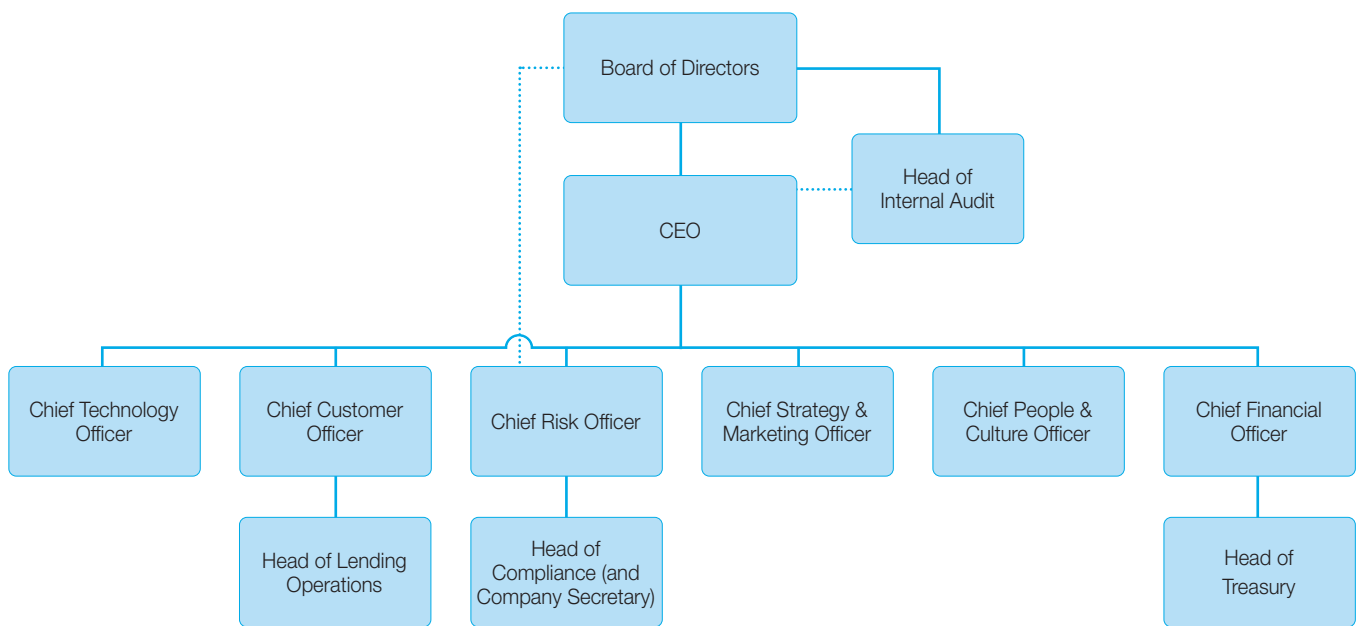 Board of Directors
Head of
Internal Audit
CEO
Chief Technology
Officer
Chief Customer
Officer
Chief Risk Officer
Chief Strategy &
Marketing Officer
Chief People &
Culture Officer
Chief Financial
Officer
Head of Lending
Operations
Head of
Compliance (and
Company Secretary)
Head of
Treasury